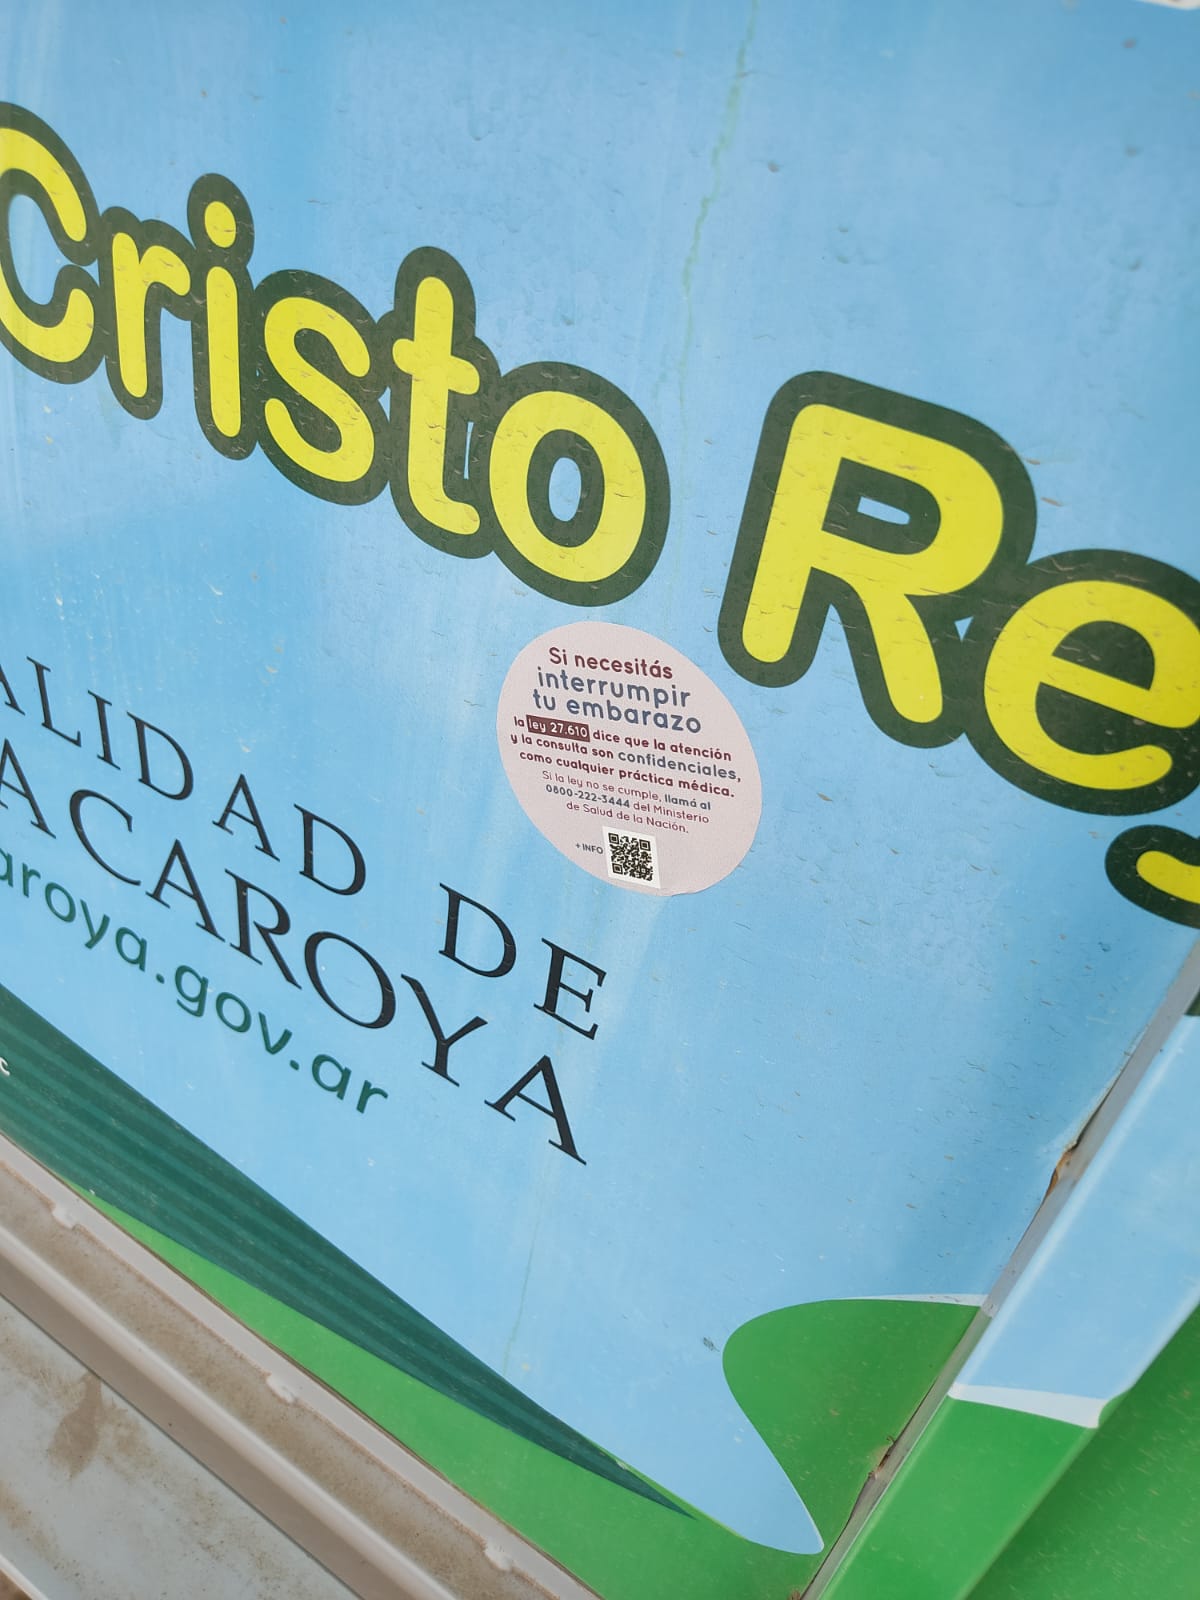 Cristo Rey
ALIDAD DE
ACAROYA
aroya.gov.ar
Si necesitás
interrumpir
tu embarazo
la ley 27.610 dice que la atención
y la consulta son confidenciales,
como cualquier práctica médica.
Si la ley no se cumple, llamá al
0800-222-3444 del Ministerio
de Salud de la Nación.
+ INFO